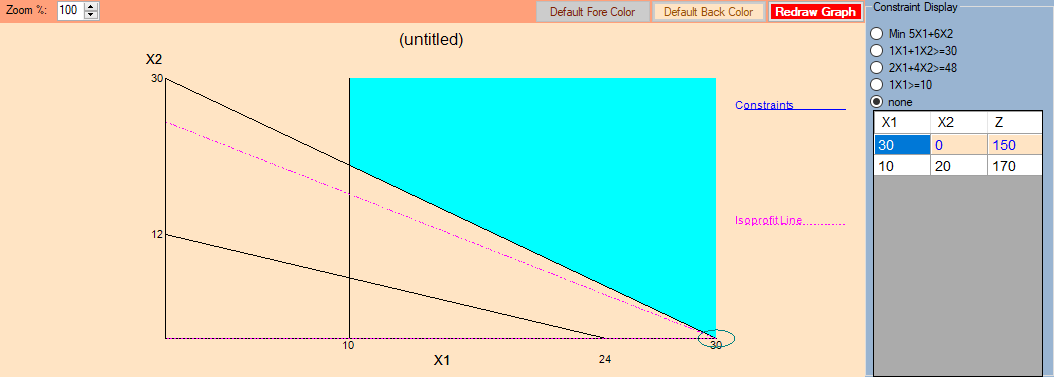 Zoom %: 100 Default Fore Color Default Back Color Redraw Graph
Constraint Display
(untitled)
Min 5X1+6X2
1X1+1X2>=30
2X1+4X2>=48
1X1>=10
none
X2
30
12
10
24
30
X1
Constraints
Isoprofit Line
X1 X2 Z
30 0 150
10 20 170